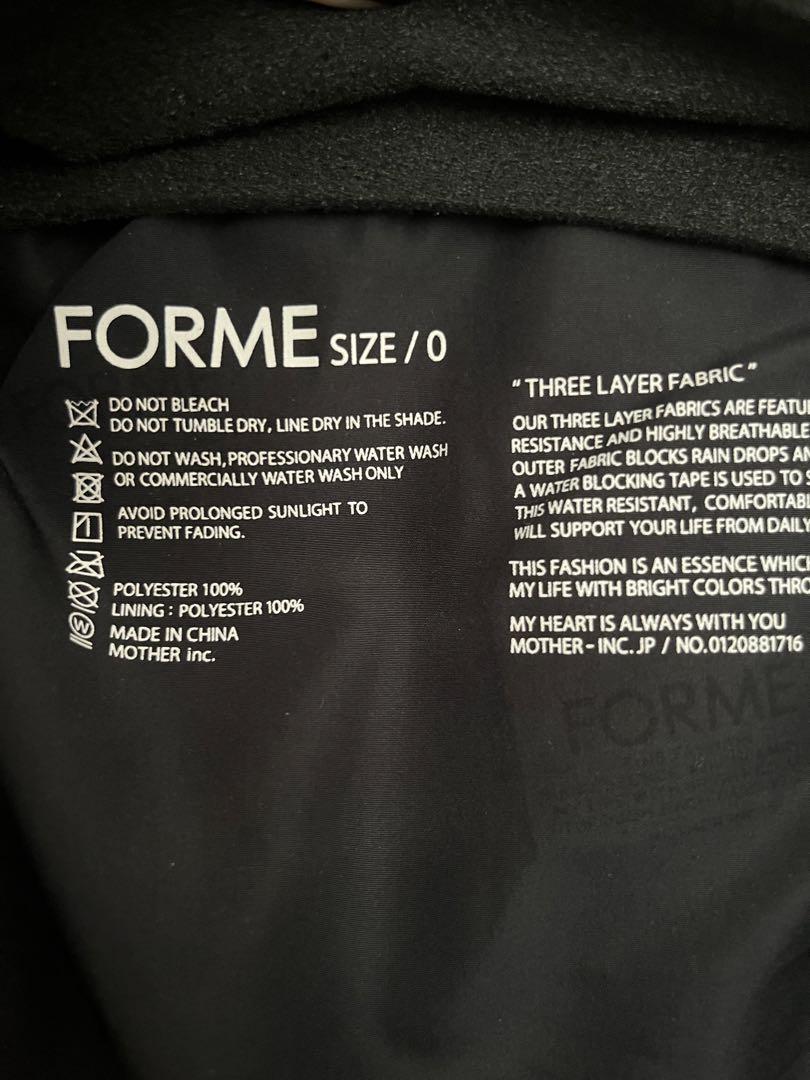 FORME SIZE / 0
DO NOT BLEACH
DO NOT TUMBLE DRY, LINE DRY IN THE SHADE.
DO NOT WASH, PROFESSIONARY WATER WASH
OR COMMERCIALLY WATER WASH ONLY
AVOID PROLONGED SUNLIGHT TO
PREVENT FADING.
POLYESTER 100%
LINING : POLYESTER 100%
MADE IN CHINA
MOTHER inc.
"THREE LAYER FABRIC"
OUR THREE LAYER FABRICS ARE FEATU
RESISTANCE AND HIGHLY BREATHABLE
OUTER FABRIC BLOCKS RAIN DROPS AN
A WATER BLOCKING TAPE IS USED TO S
THIS WATER RESISTANT, COMFORTABL
WILL SUPPORT YOUR LIFE FROM DAILY
THIS FASHION IS AN ESSENCE WHICH
MY LIFE WITH BRIGHT COLORS THRO
MY HEART IS ALWAYS WITH YOU
MOTHER-INC.JP / NO.0120881716
FORME